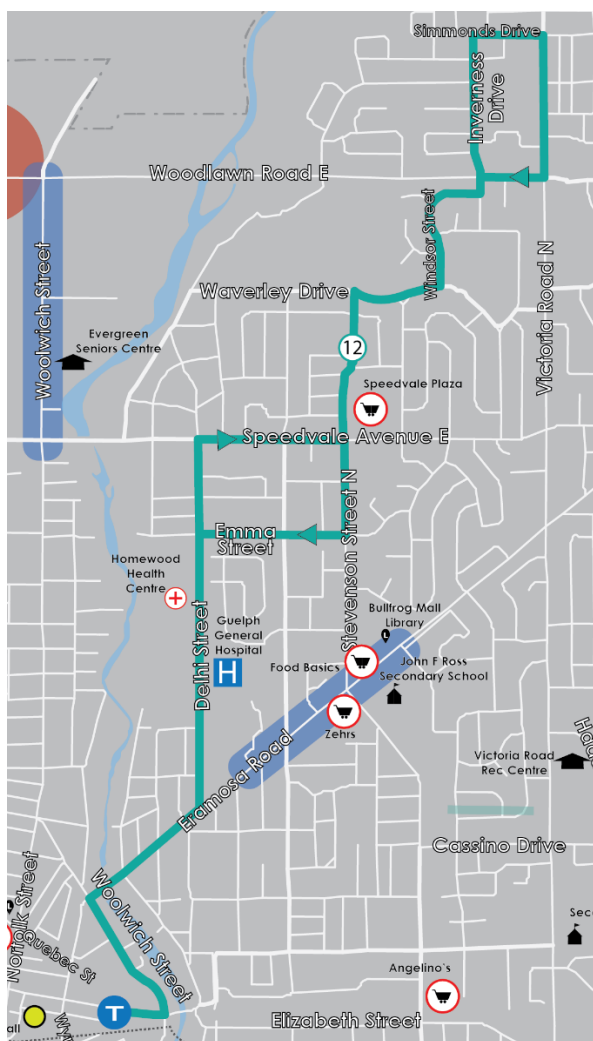 Simmonds Drive
Inverness
Drive
Woodlawn Road E
Windsor Street
Victoria Road N
Waverley Drive
Woolwich Street
Evergreen
Seniors Centre
12
Speedvale Plaza
Speedvale Avenue E
Stevenson Street N
Emma
Street
Homewood
Health
Centre
Delhi Street
Guelph
General
Hospital
H
Bullfrog Mall
Library
L
Food Basics
John F Ross
Secondary School
Zehrs
Eramosa Road
Victoria Road
Rec Centre
Cassino Drive
Woolwich Street
Norfolk Street
Quebec St
Angelino's
T
Elizabeth Street